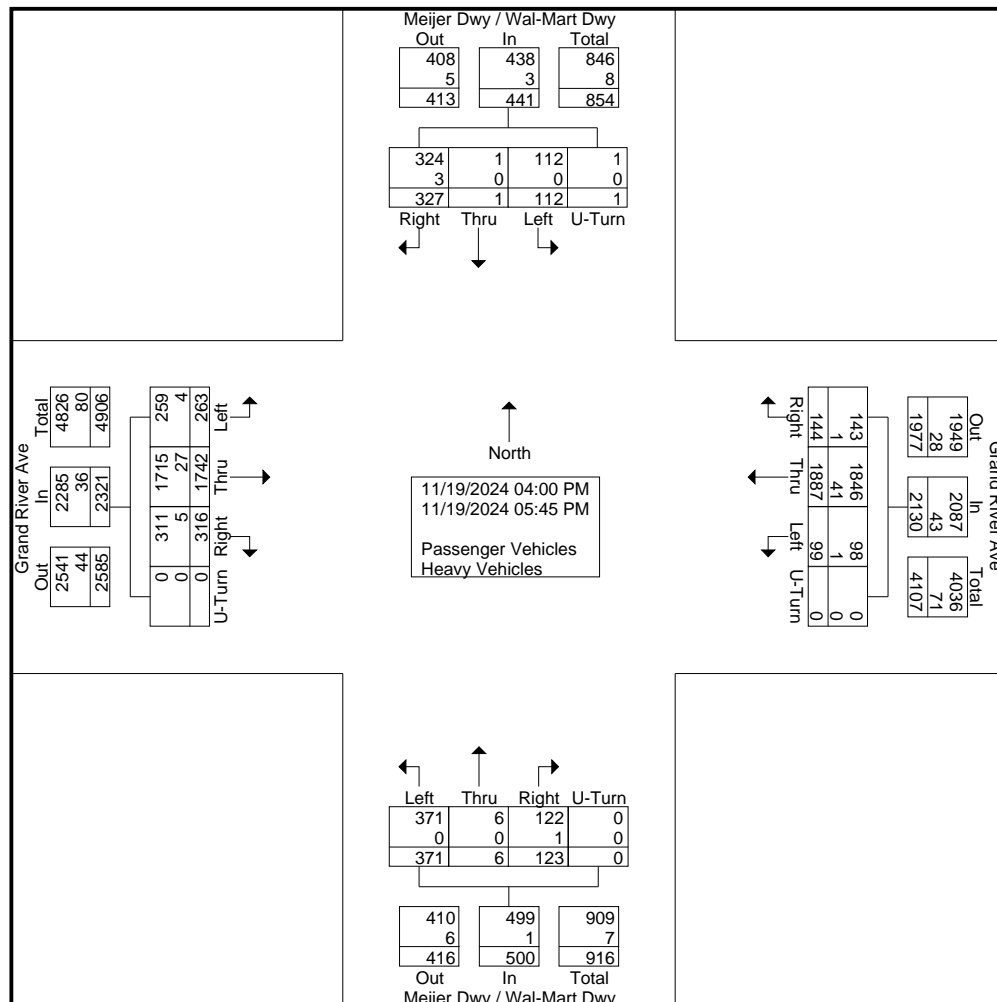 Meijer Dwy / Wal-Mart Dwy
Out In Total
408 438 846
5 3 8
413 441 854
324 1 112 1
3 0 0 0
327 1 112 1
Right Thru Left U-Turn
Grand River Ave
Total In Out
4826 2285 2541
80 36 44
4906 2321 2585
259 1715 311 0
4 27 5 0
263 1742 316 0
Left Thru Right U-Turn
North
11/19/2024 04:00 PM
11/19/2024 05:45 PM
Passenger Vehicles
Heavy Vehicles
Right Thru Left U-Turn
143 1846 98 0
1 41 1 0
144 1887 99 0
Out In Total
1949 2087 4036
28 43 71
1977 2130 4107
Grand River Ave
Left Thru Right U-Turn
371 6 122 0
0 0 1 0
371 6 123 0
410 499 909
6 1 7
416 500 916
Out In Total
Meijer Dwy / Wal-Mart Dwy